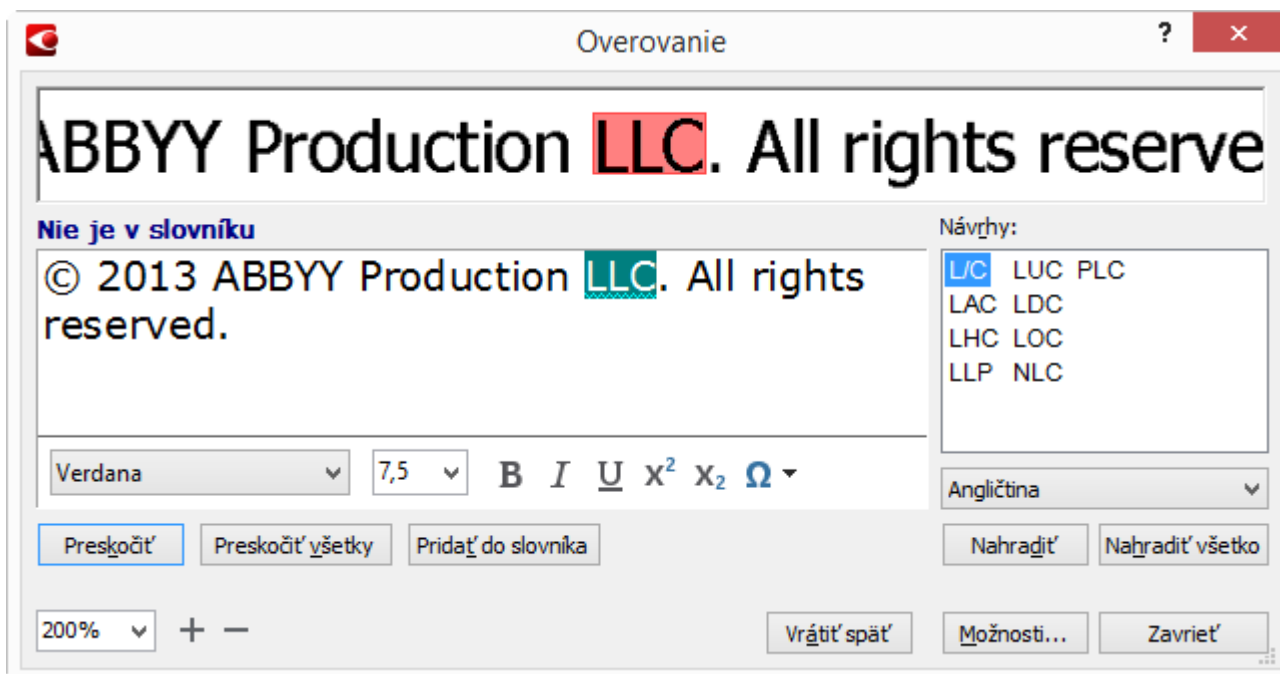 Overovanie ?
ABBYY Production LLC. All rights reserve
Nie je v slovníku
© 2013 ABBYY Production LLC. All rights
reserved.
Návrhy:
L/C LUC PLC
LAC LDC
LHC LOC
LLP NLC
Verdana 7,5 B I U X² X₂ Ω
Angličtina
Preskočiť Preskočiť všetky Pridať do slovníka Nahradiť Nahradiť všetko
200% + − Vrátiť späť Možnosti... Zavrieť